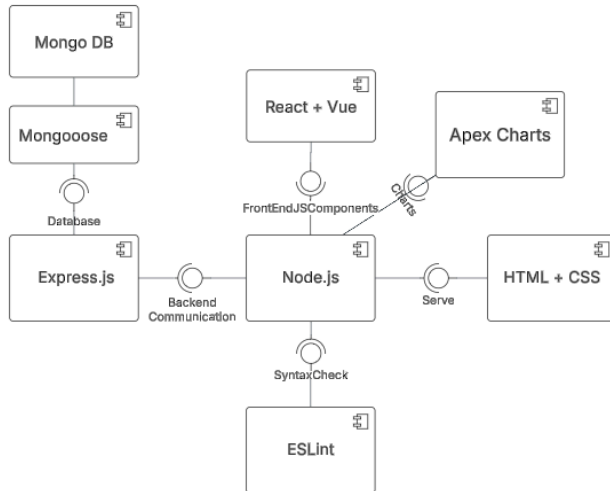 Mongo DB
Mongooose
React + Vue
Apex Charts
Charts
FrontEndJSComponents
Database
Express.js
Backend
Communication
Node.js
Serve
HTML + CSS
SyntaxCheck
ESLint